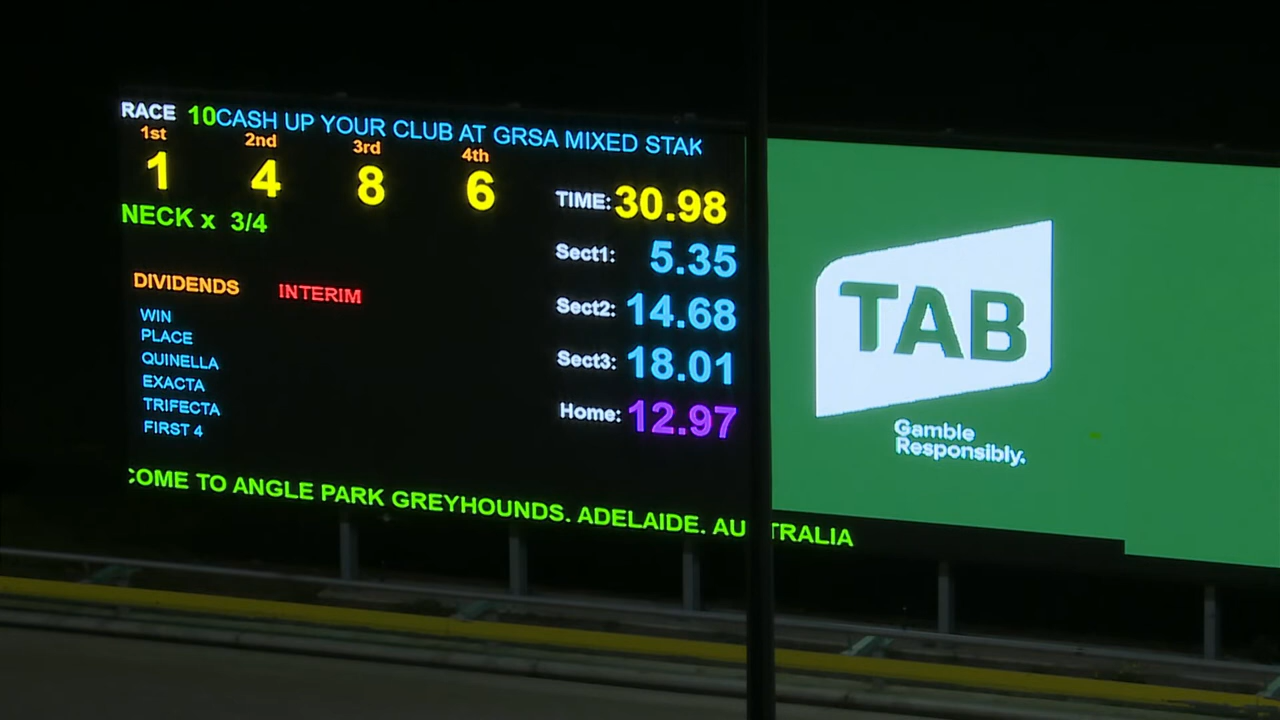 RACE 10CASH UP YOUR CLUB AT GRSA MIXED STAK
1st 2nd 3rd 4th
1 4 8 6
NECK x 3/4
TIME: 30.98
Sect1: 5.35
Sect2: 14.68
Sect3: 18.01
Home: 12.97
DIVIDENDS INTERIM
WIN
PLACE
QUINELLA
EXACTA
TRIFECTA
FIRST 4
COME TO ANGLE PARK GREYHOUNDS. ADELAIDE. AU TRALIA
TAB
Gamble
Responsibly.